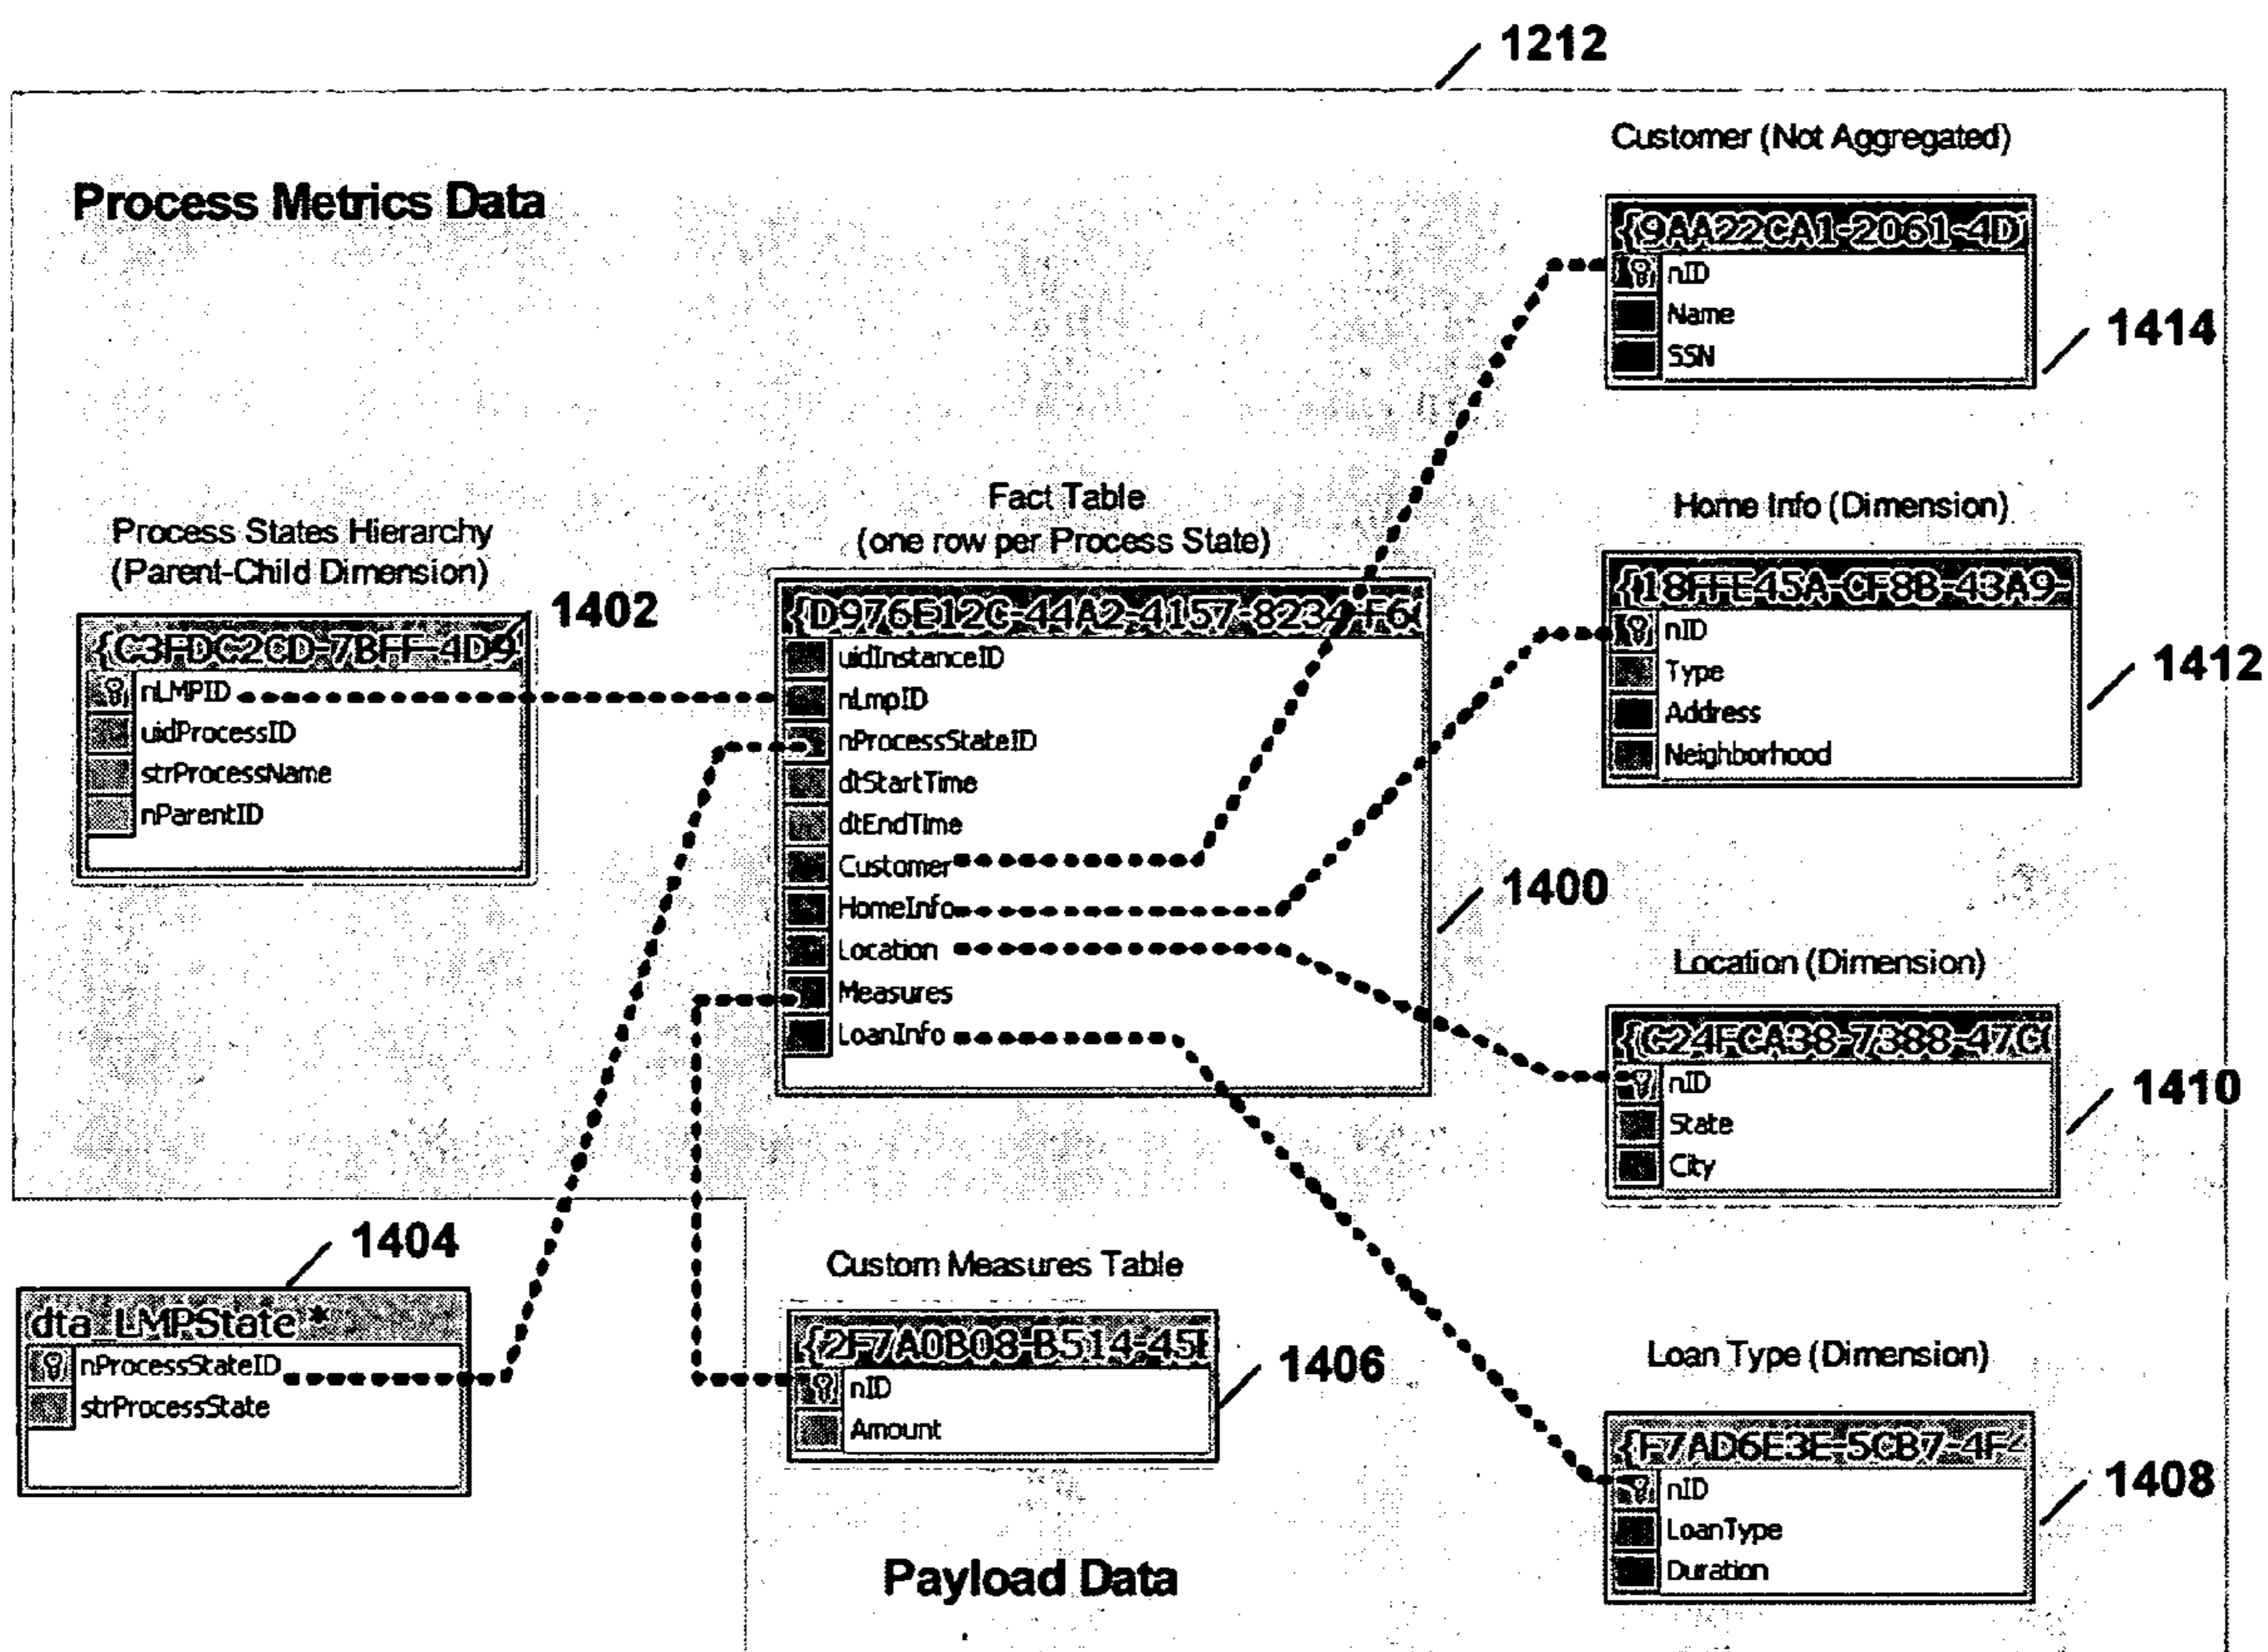 1212
Customer (Not Aggregated)
Process Metrics Data
{9AA22CA1-2061-4D1
nID
Name
SSN
1414
Fact Table
(one row per Process State)
Home Info (Dimension)
Process States Hierarchy
(Parent-Child Dimension)
1402
{C3FDC2CD-7BFF-4D9
nLMPID
uidProcessID
strProcessName
nParentID
{D976E12C-44A2-4157-8234-F6
uidInstanceID
nLmpID
nProcessStateID
dtStartTime
dtEndTime
Customer
HomeInfo
Location
Measures
LoanInfo
1400
{18FFE45A-CF8B-43A9-
nID
Type
Address
Neighborhood
1412
Location (Dimension)
{C24FCA38-7388-47C
nID
State
City
1410
1404
dta_LMPState *
nProcessStateID
strProcessState
Custom Measures Table
{2F7A0B08-B514-45
nID
Amount
1406
Loan Type (Dimension)
{F7AD6E3E-5CB7-4F
nID
LoanType
Duration
1408
Payload Data